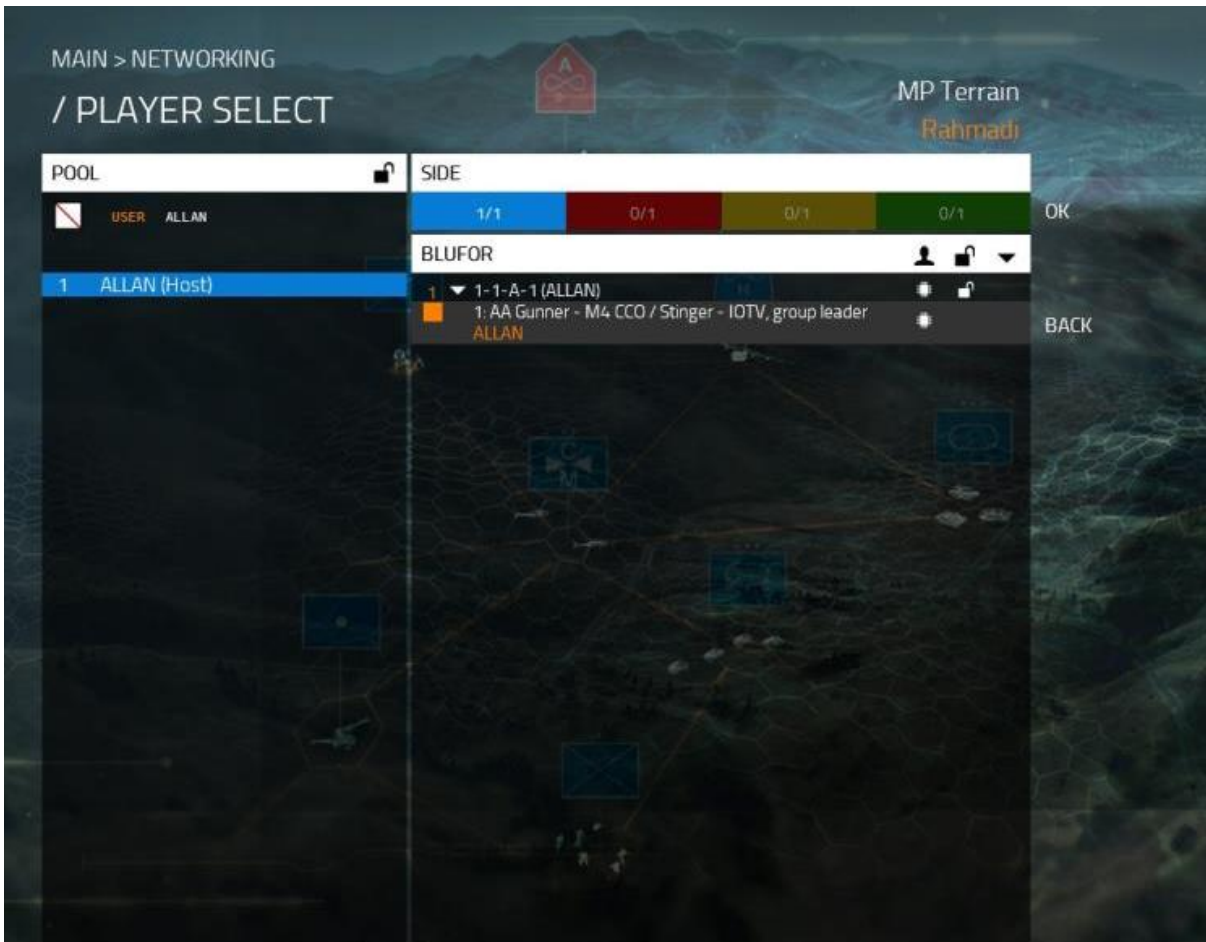 MAIN > NETWORKING
/ PLAYER SELECT
MP Terrain
Rahmadi
POOL
SIDE
USER ALLAN
1/1 0/1 0/1 0/1
OK
BLUFOR
1 ALLAN (Host)
1 1-1-A-1 (ALLAN)
1: AA Gunner - M4 CCO / Stinger - IOTV, group leader
ALLAN
BACK
A
H
C
M